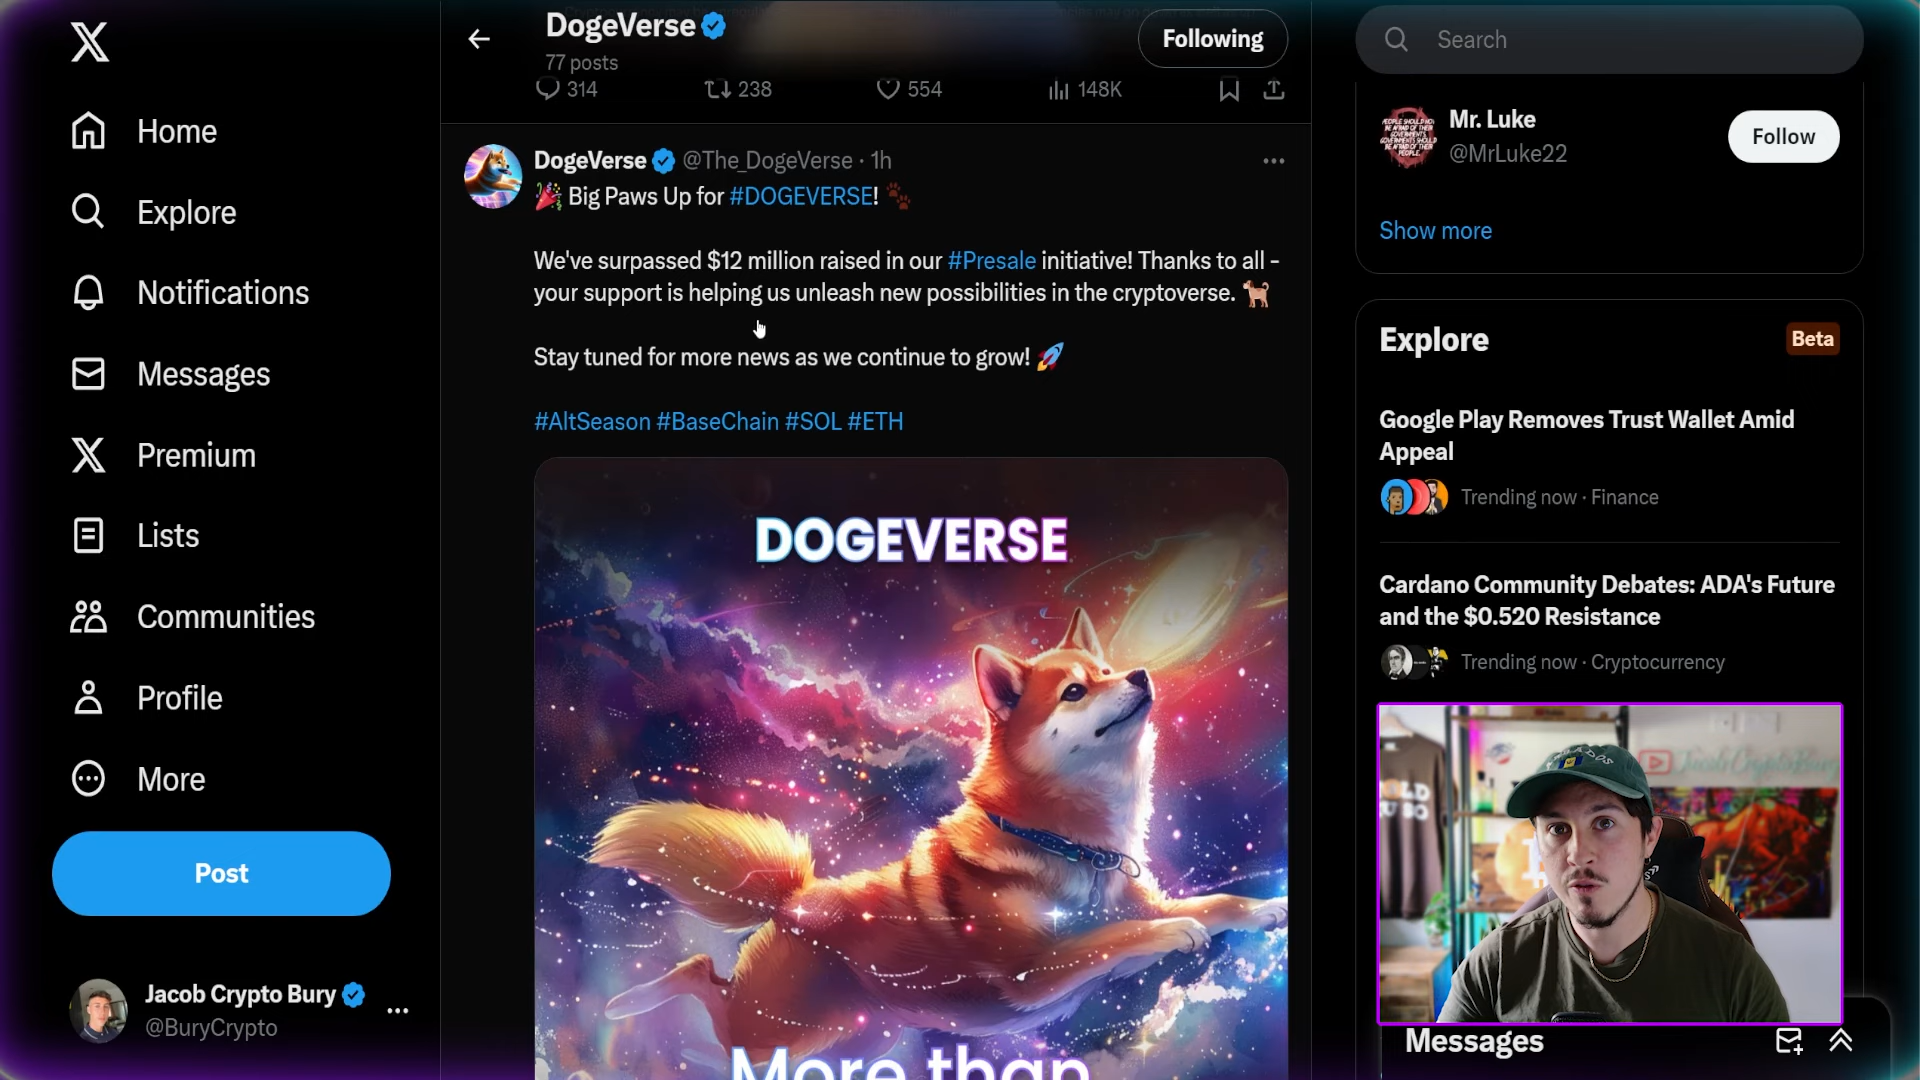 Home
Explore
Notifications
Messages
Premium
Lists
Communities
Profile
More
Post
Jacob Crypto Bury
@BuryCrypto
DogeVerse
77 posts
Following
314
238
554
148K
DogeVerse @The_DogeVerse · 1h
🎉 Big Paws Up for #DOGEVERSE! 🐾
We've surpassed $12 million raised in our #Presale initiative! Thanks to all -
your support is helping us unleash new possibilities in the cryptoverse. 🐕
Stay tuned for more news as we continue to grow! 🚀
#AltSeason #BaseChain #SOL #ETH
DOGEVERSE
More than
Search
Mr. Luke
@MrLuke22
Follow
Show more
Explore
Beta
Google Play Removes Trust Wallet Amid
Appeal
Trending now · Finance
Cardano Community Debates: ADA's Future
and the $0.520 Resistance
Trending now · Cryptocurrency
JacobCryptoBury
Messages